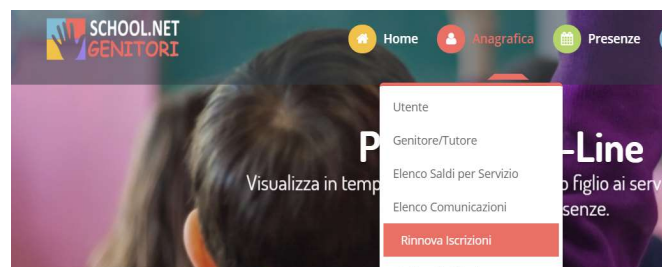 SCHOOL.NET
GENITORI
Home
Anagrafica
Presenze
Utente
Genitore/Tutore
Elenco Saldi per Servizio
Elenco Comunicazioni
Rinnova Iscrizioni
P
-Line
Visualizza in temp
figlio ai serv
senze.